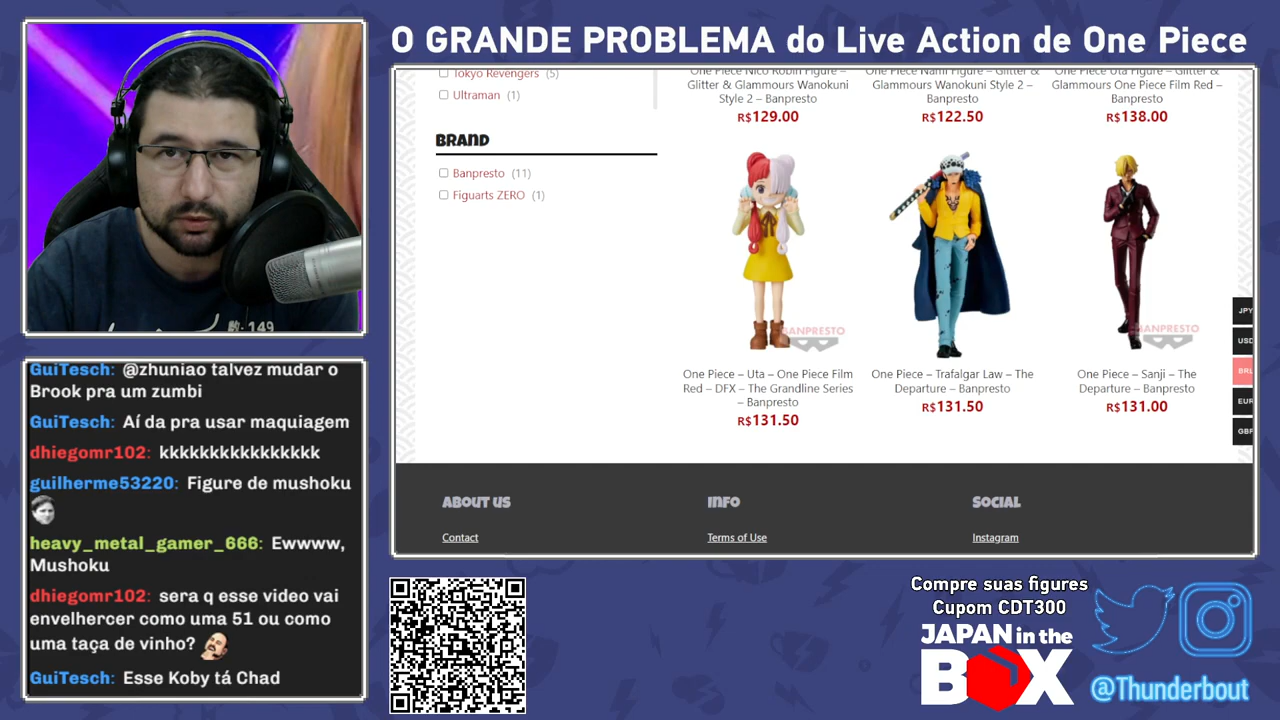 O GRANDE PROBLEMA do Live Action de One Piece
B·149
GuiTesch: @zhuniao talvez mudar o
Brook pra um zumbi
GuiTesch: Aí da pra usar maquiagem
dhiegomr102: kkkkkkkkkkkkkkkk
guilherme53220: Figure de mushoku
heavy_metal_gamer_666: Ewwww,
Mushoku
dhiegomr102: sera q esse video vai
envelhercer como uma 51 ou como
uma taça de vinho?
GuiTesch: Esse Koby tá Chad
Tokyo Revengers (5)
Ultraman (1)
BRAND
Banpresto (11)
Figuarts ZERO (1)
One Piece Nico Robin Figure –
Glitter & Glammours Wanokuni
Style 2 – Banpresto
R$129.00
One Piece Nami Figure – Glitter &
Glammours Wanokuni Style 2 –
Banpresto
R$122.50
One Piece Uta Figure – Glitter &
Glammours One Piece Film Red –
Banpresto
R$138.00
BANPRESTO
BANPRESTO
One Piece – Uta – One Piece Film
Red – DFX – The Grandline Series
– Banpresto
R$131.50
One Piece – Trafalgar Law – The
Departure – Banpresto
R$131.50
One Piece – Sanji – The
Departure – Banpresto
R$131.00
JPY
USD
BRL
EUR
GBP
ABOUT US
Contact
INFO
Terms of Use
SOCIAL
Instagram
Compre suas figures
Cupom CDT300
JAPAN in the
BOX
@Thunderbout